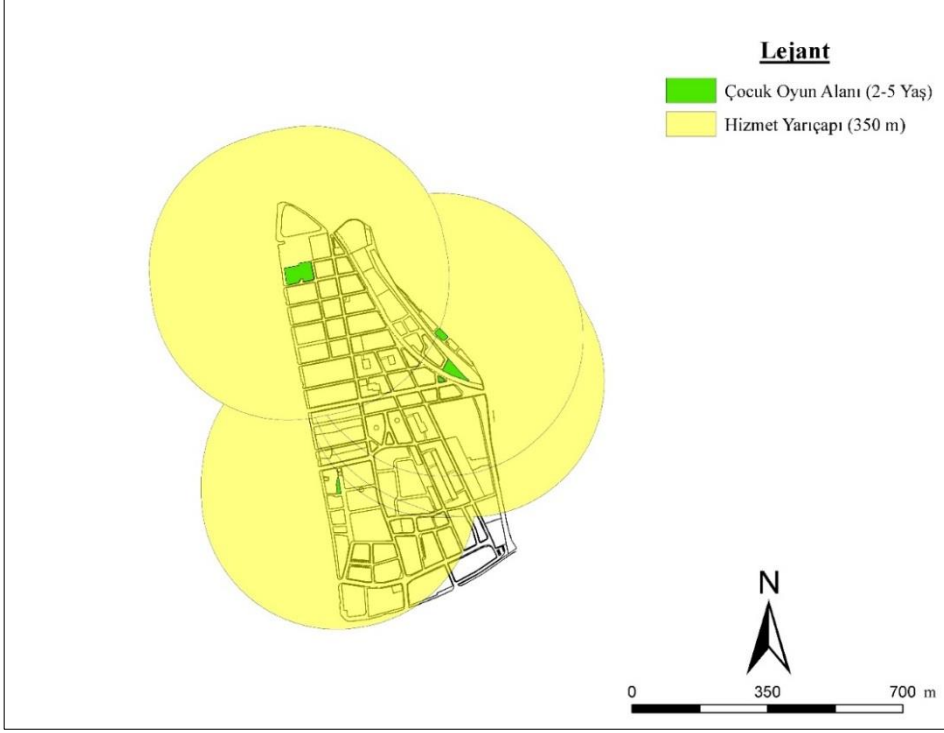 Lejant
Çocuk Oyun Alanı (2-5 Yaş)
Hizmet Yarıçapı (350 m)
N
0 350 700 m